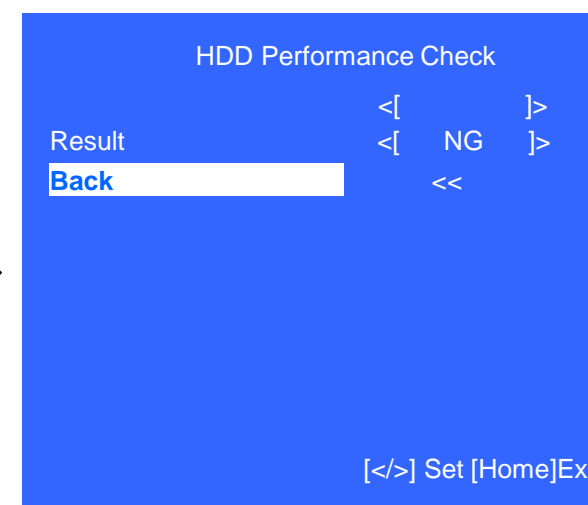 HDD Performance Check
<[ ]>
Result <[ NG ]>
Back <<
[</>] Set [Home]Ex